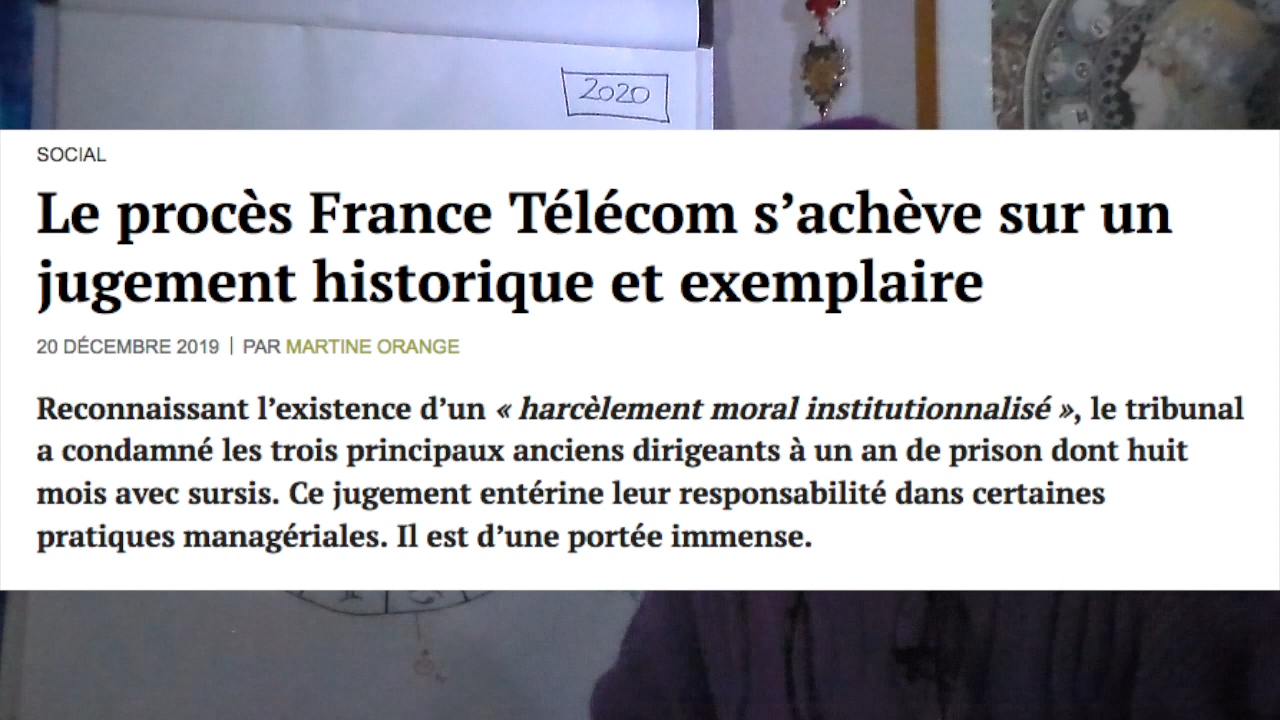 2020
SOCIAL
Le procès France Télécom s’achève sur un
jugement historique et exemplaire
20 DÉCEMBRE 2019 | PAR MARTINE ORANGE
Reconnaissant l’existence d’un « harcèlement moral institutionnalisé », le tribunal
a condamné les trois principaux anciens dirigeants à un an de prison dont huit
mois avec sursis. Ce jugement entérine leur responsabilité dans certaines
pratiques managériales. Il est d’une portée immense.